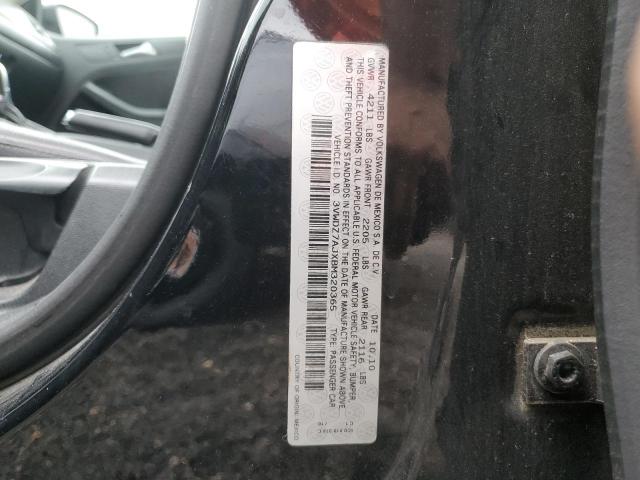 MANUFACTURED BY VOLKSWAGEN DE MEXICO S.A. DE C.V. DATE 10/10
GVWR 4211 LBS GAWR FRONT 2205 LBS GAWR REAR 2116 LBS
THIS VEHICLE CONFORMS TO ALL APPLICABLE U.S. FEDERAL MOTOR VEHICLE SAFETY, BUMPER
AND THEFT PREVENTION STANDARDS IN EFFECT ON THE DATE OF MANUFACTURE SHOWN ABOVE
VEHICLE I.D. NO 3VWDZ7AJXBM320365 TYPE: PASSENGER CAR
COUNTRY OF ORIGIN: MEXICO